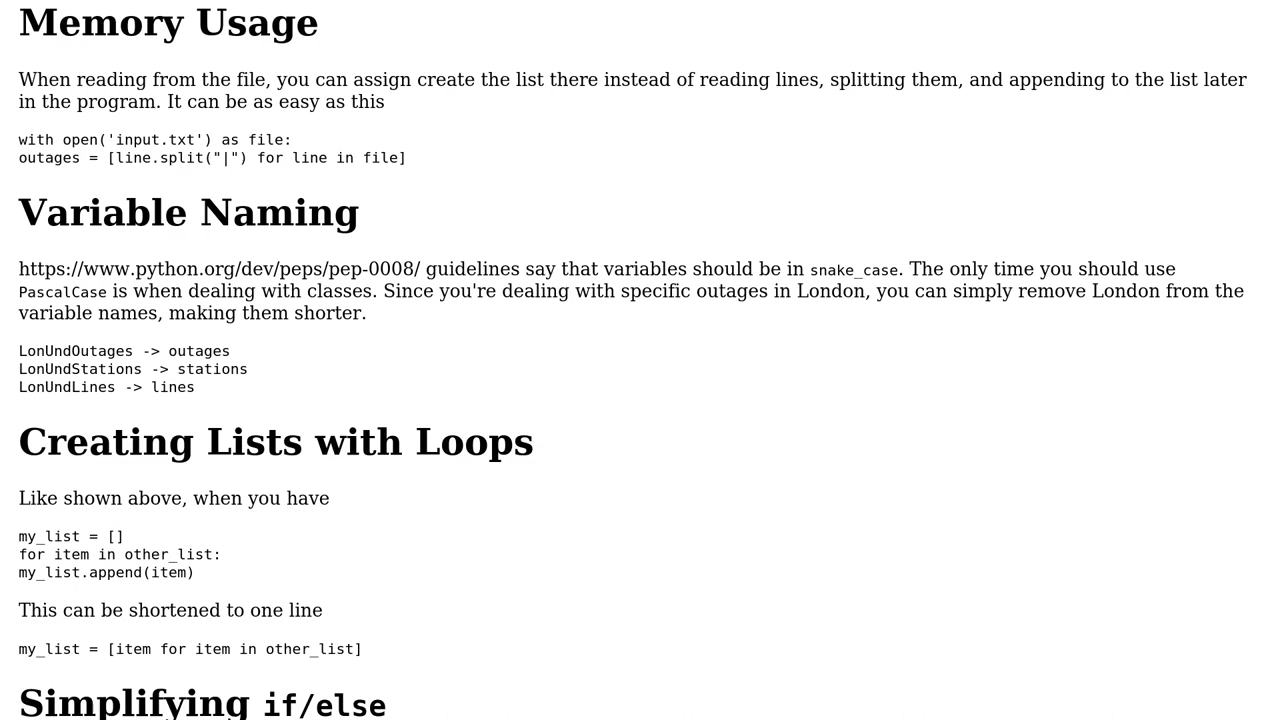 Memory Usage
When reading from the file, you can assign create the list there instead of reading lines, splitting them, and appending to the list later
in the program. It can be as easy as this
with open('input.txt') as file:
outages = [line.split("|") for line in file]
Variable Naming
https://www.python.org/dev/peps/pep-0008/ guidelines say that variables should be in snake_case. The only time you should use
PascalCase is when dealing with classes. Since you're dealing with specific outages in London, you can simply remove London from the
variable names, making them shorter.
LonUndOutages -> outages
LonUndStations -> stations
LonUndLines -> lines
Creating Lists with Loops
Like shown above, when you have
my_list = []
for item in other_list:
my_list.append(item)
This can be shortened to one line
my_list = [item for item in other_list]
Simplifying if/else